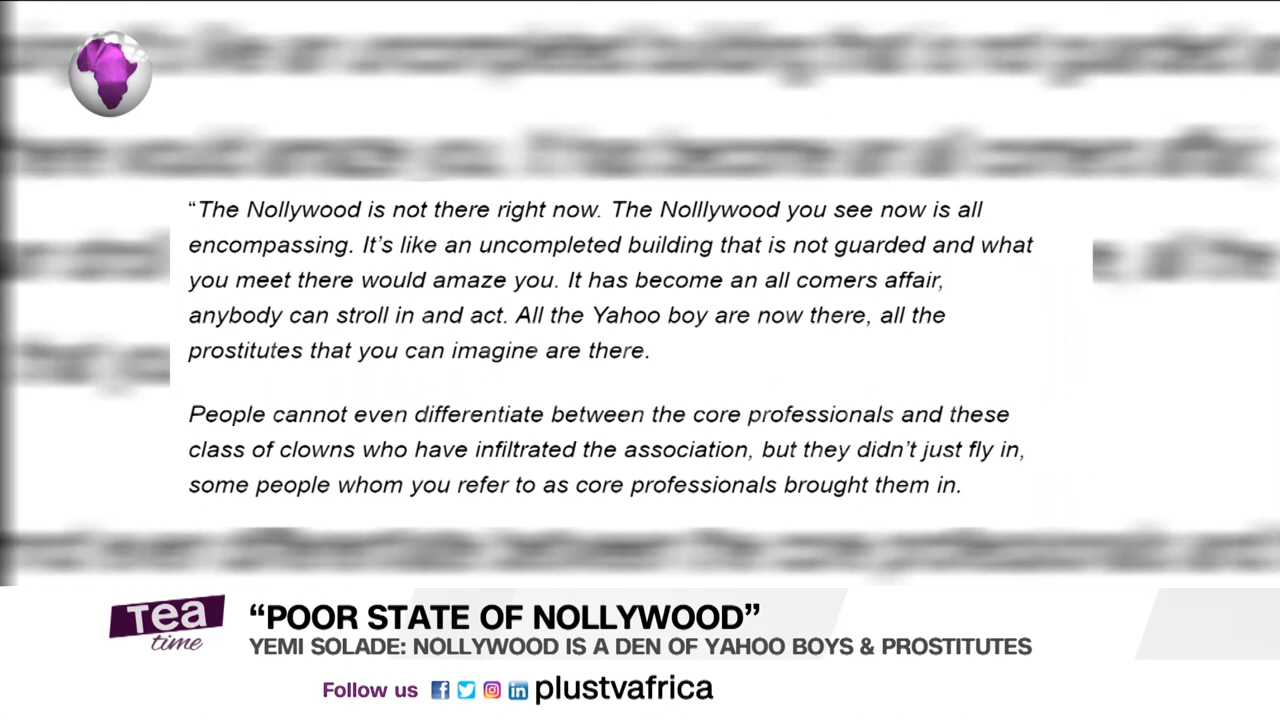 “The Nollywood is not there right now. The Nolllywood you see now is all
encompassing. It’s like an uncompleted building that is not guarded and what
you meet there would amaze you. It has become an all comers affair,
anybody can stroll in and act. All the Yahoo boy are now there, all the
prostitutes that you can imagine are there.
People cannot even differentiate between the core professionals and these
class of clowns who have infiltrated the association, but they didn’t just fly in,
some people whom you refer to as core professionals brought them in.
Tea
time
“POOR STATE OF NOLLYWOOD”
YEMI SOLADE: NOLLYWOOD IS A DEN OF YAHOO BOYS & PROSTITUTES
Follow us plustvafrica